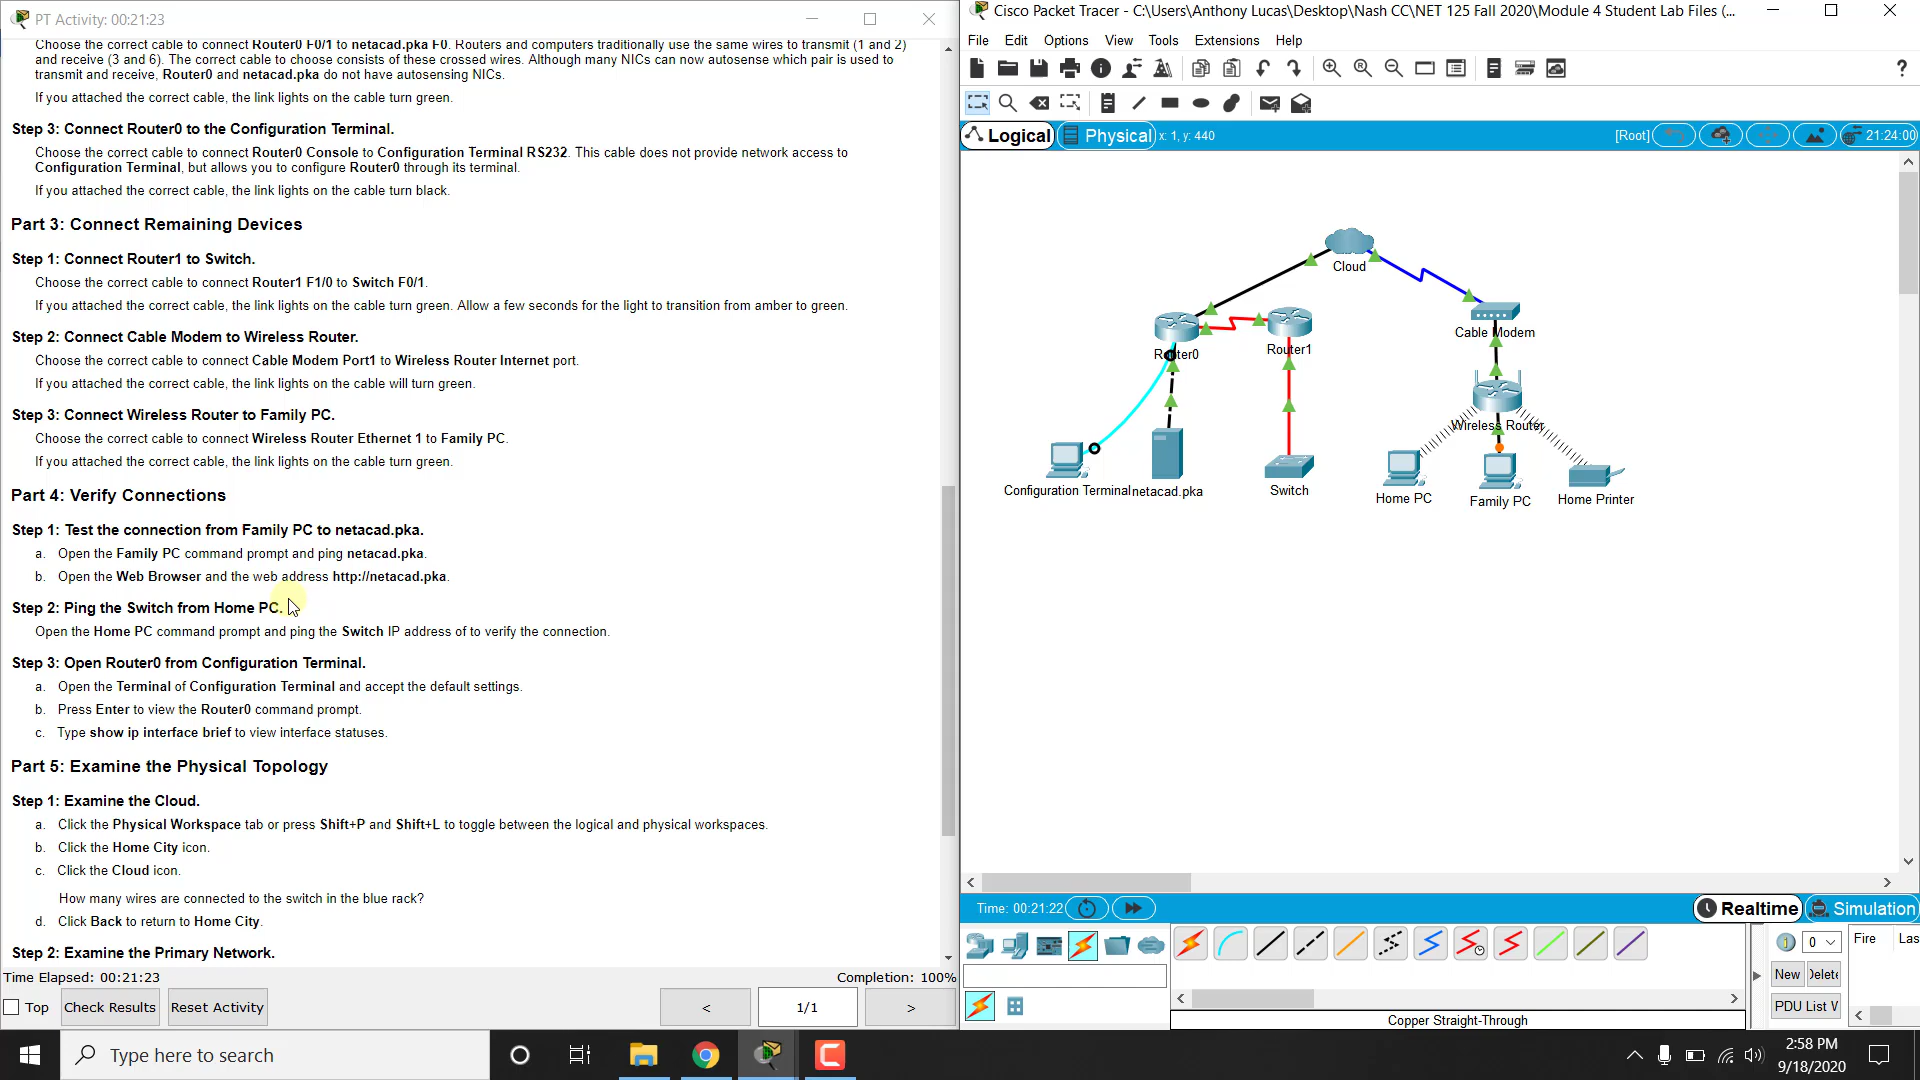 PT Activity: 00:21:23
Choose the correct cable to connect Router0 F0/1 to netacad.pka F0. Routers and computers traditionally use the same wires to transmit (1 and 2)
and receive (3 and 6). The correct cable to choose consists of these crossed wires. Although many NICs can now autosense which pair is used to
transmit and receive, Router0 and netacad.pka do not have autosensing NICs.
If you attached the correct cable, the link lights on the cable turn green.
Step 3: Connect Router0 to the Configuration Terminal.
Choose the correct cable to connect Router0 Console to Configuration Terminal RS232. This cable does not provide network access to
Configuration Terminal, but allows you to configure Router0 through its terminal.
If you attached the correct cable, the link lights on the cable turn black.
Part 3: Connect Remaining Devices
Step 1: Connect Router1 to Switch.
Choose the correct cable to connect Router1 F1/0 to Switch F0/1.
If you attached the correct cable, the link lights on the cable turn green. Allow a few seconds for the light to transition from amber to green.
Step 2: Connect Cable Modem to Wireless Router.
Choose the correct cable to connect Cable Modem Port1 to Wireless Router Internet port.
If you attached the correct cable, the link lights on the cable will turn green.
Step 3: Connect Wireless Router to Family PC.
Choose the correct cable to connect Wireless Router Ethernet 1 to Family PC.
If you attached the correct cable, the link lights on the cable turn green.
Part 4: Verify Connections
Step 1: Test the connection from Family PC to netacad.pka.
a. Open the Family PC command prompt and ping netacad.pka.
b. Open the Web Browser and the web address http://netacad.pka.
Step 2: Ping the Switch from Home PC.
Open the Home PC command prompt and ping the Switch IP address of to verify the connection.
Step 3: Open Router0 from Configuration Terminal.
a. Open the Terminal of Configuration Terminal and accept the default settings.
b. Press Enter to view the Router0 command prompt.
c. Type show ip interface brief to view interface statuses.
Part 5: Examine the Physical Topology
Step 1: Examine the Cloud.
a. Click the Physical Workspace tab or press Shift+P and Shift+L to toggle between the logical and physical workspaces.
b. Click the Home City icon.
c. Click the Cloud icon.
How many wires are connected to the switch in the blue rack?
d. Click Back to return to Home City.
Step 2: Examine the Primary Network.
Time Elapsed: 00:21:23
Completion: 100%
Top
Check Results
Reset Activity
<
1/1
>
Cisco Packet Tracer - C:\Users\Anthony Lucas\Desktop\Nash CC\NET 125 Fall 2020\Module 4 Student Lab Files (...
File Edit Options View Tools Extensions Help
?
Logical
Physical
x: 1, y: 440
[Root]
21:24:00
Cloud
Router0
Router1
Cable Modem
Wireless Router
Configuration Terminal
netacad.pka
Switch
Home PC
Family PC
Home Printer
Time: 00:21:22
Realtime
Simulation
0
Fire
Las
New
Delete
PDU List W
Copper Straight-Through
Type here to search
2:58 PM
9/18/2020